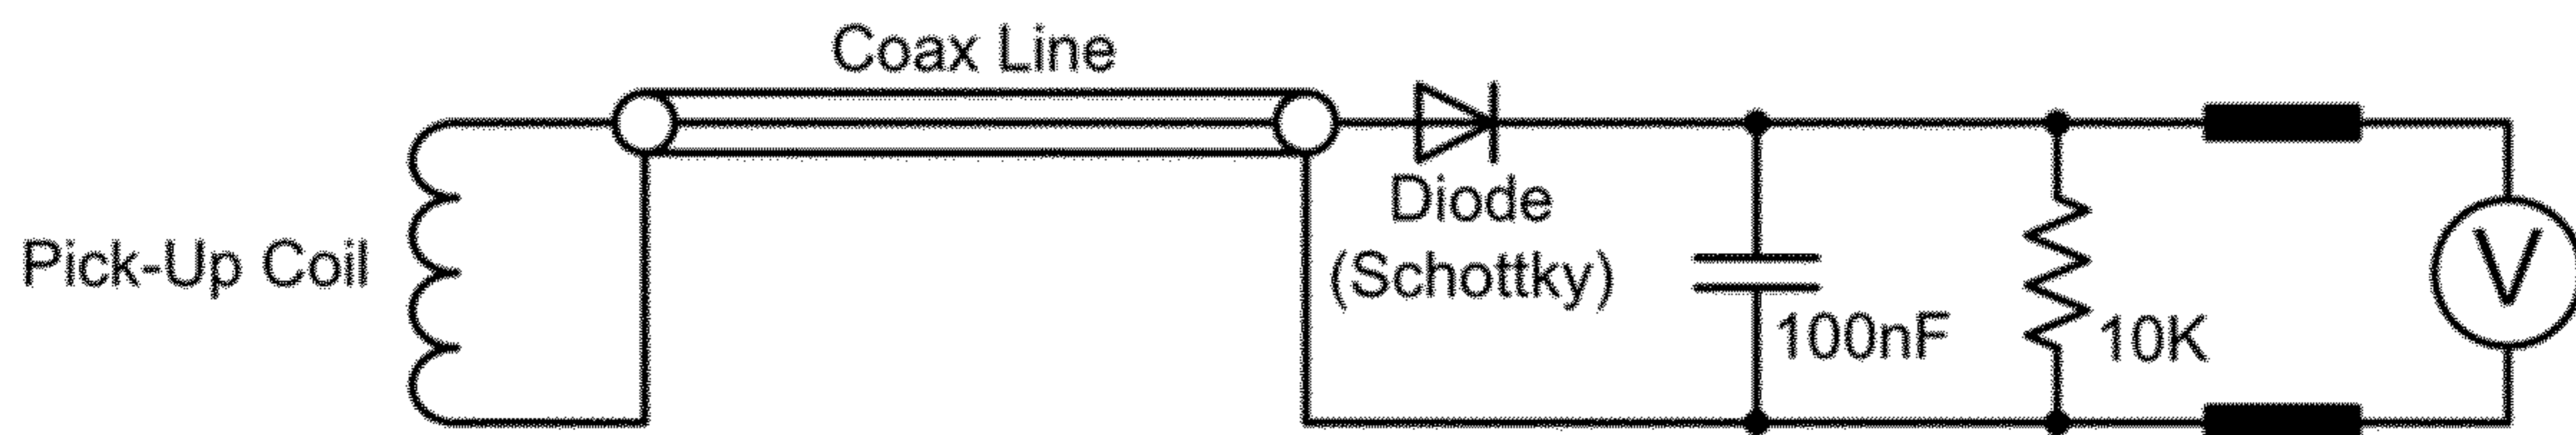 Coax Line
Pick-Up Coil
Diode
(Schottky)
100nF
10K
V